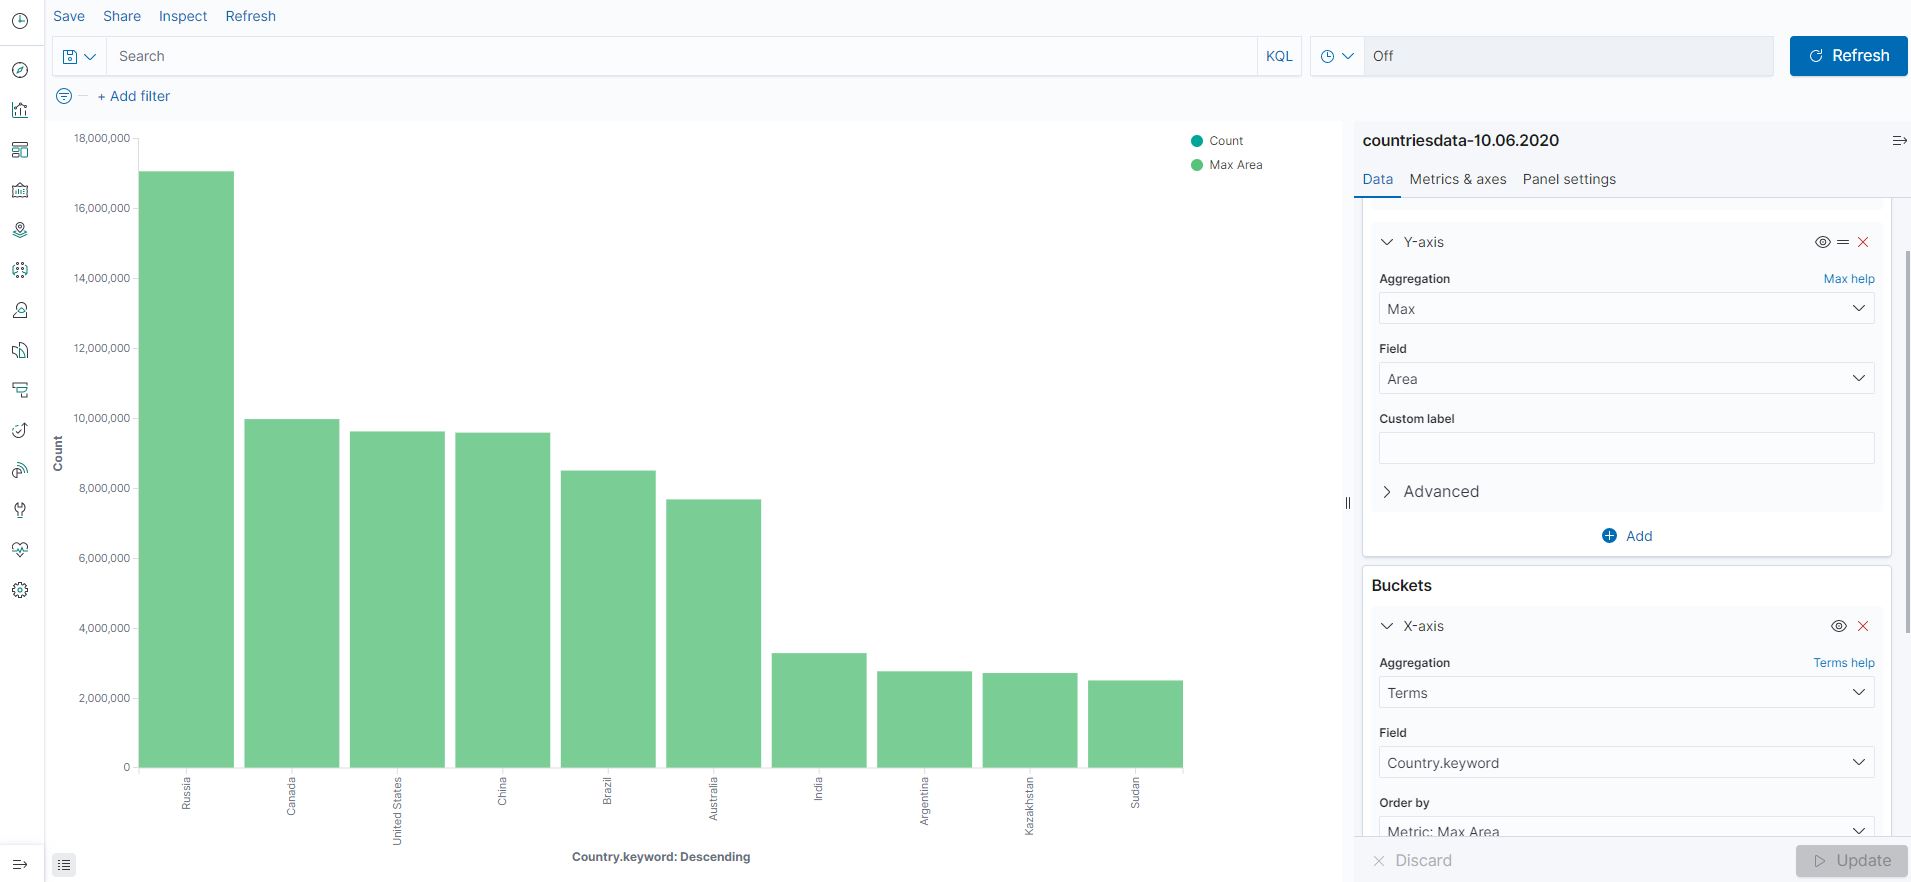 Save Share Inspect Refresh
Search
KQL
Off
Refresh
+ Add filter
18,000,000
16,000,000
14,000,000
12,000,000
10,000,000
8,000,000
6,000,000
4,000,000
2,000,000
0
Count
Russia
Canada
United States
China
Brazil
Australia
India
Argentina
Kazakhstan
Sudan
Country.keyword: Descending
Count
Max Area
countriesdata-10.06.2020
Data Metrics & axes Panel settings
Y-axis
Aggregation Max help
Max
Field
Area
Custom label
Advanced
Add
Buckets
X-axis
Aggregation Terms help
Terms
Field
Country.keyword
Order by
Metric: Max Area
Discard Update